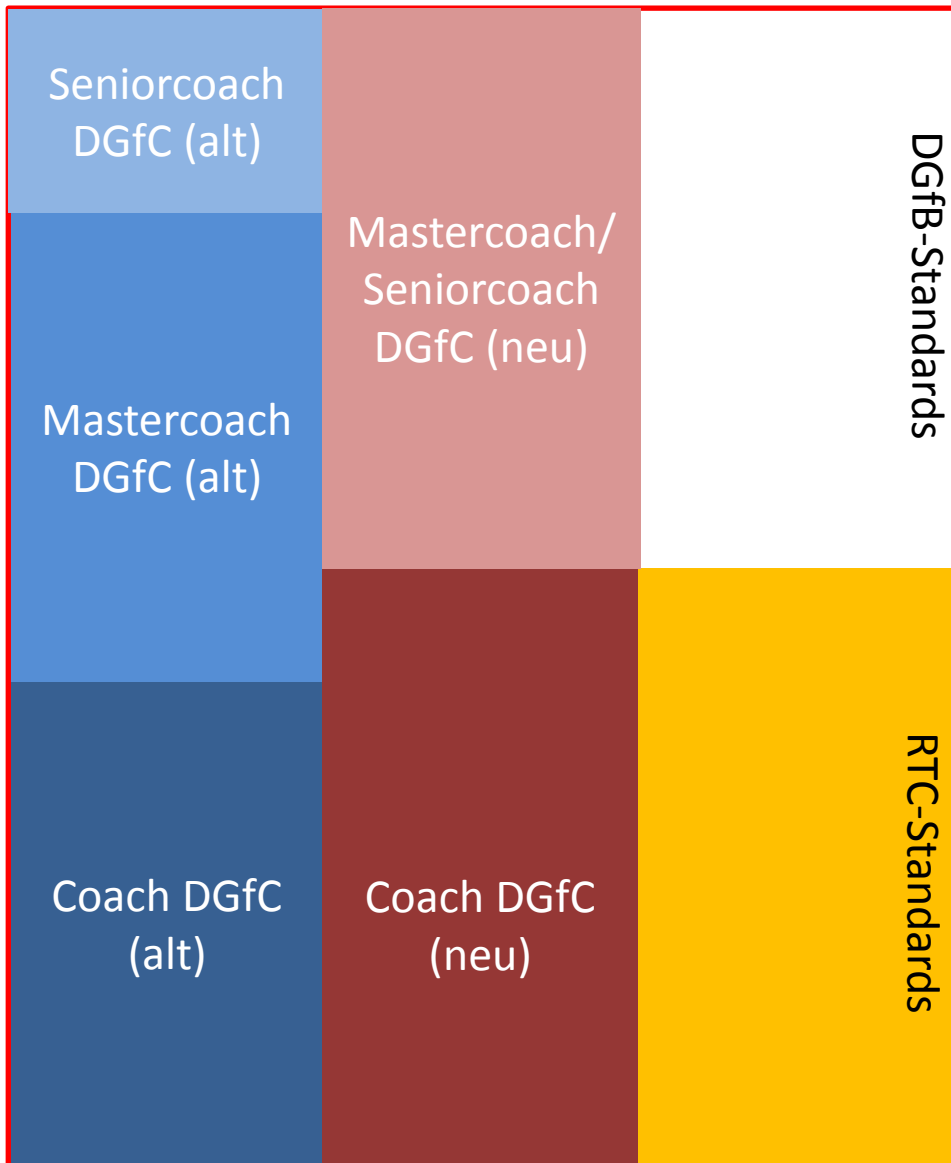 Seniorcoach
DGfC (alt)
Mastercoach
DGfC (alt)
Coach DGfC
(alt)
Mastercoach/
Seniorcoach
DGfC (neu)
Coach DGfC
(neu)
DGfB-Standards
RTC-Standards